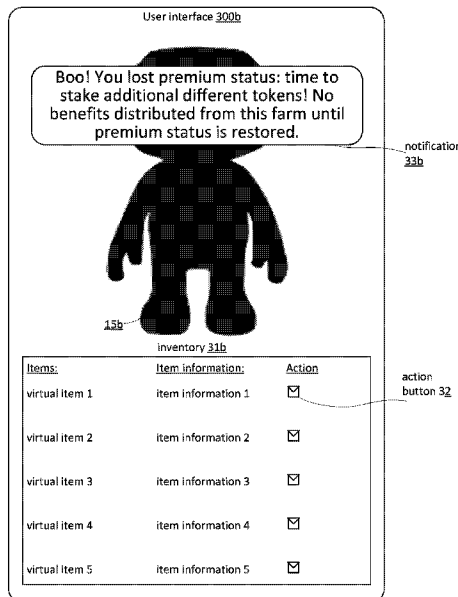 User interface 300b
Boo! You lost premium status: time to
stake additional different tokens! No
benefits distributed from this farm until
premium status is restored.
notification
33b
15b
inventory 31b
Items: Item information: Action
virtual item 1 item information 1
action
button 32
virtual item 2 item information 2
virtual item 3 item information 3
virtual item 4 item information 4
virtual item 5 item information 5